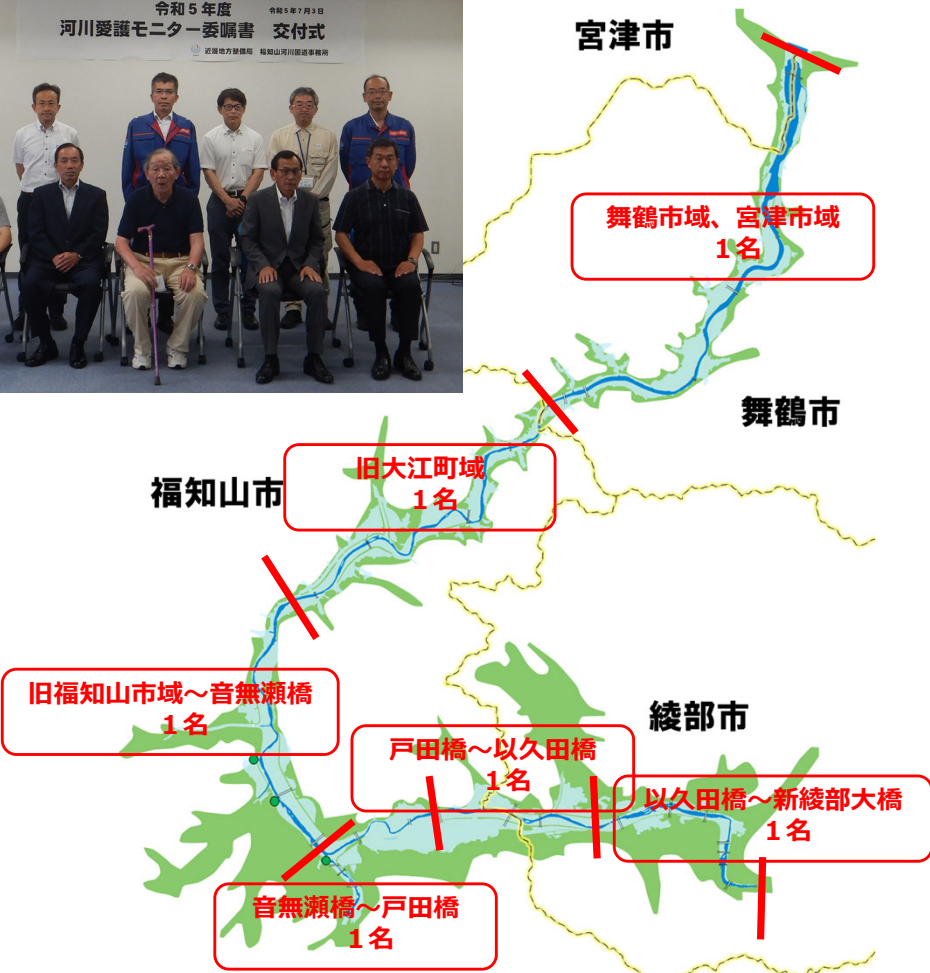 令和５年度
令和５年７月３日
河川愛護モニター委嘱書　交付式
近畿地方整備局　福知山河川国道事務所
宮津市
舞鶴市域、宮津市域
１名
舞鶴市
旧大江町域
１名
福知山市
旧福知山市域～音無瀬橋
１名
綾部市
戸田橋～以久田橋
１名
以久田橋～新綾部大橋
１名
音無瀬橋～戸田橋
１名